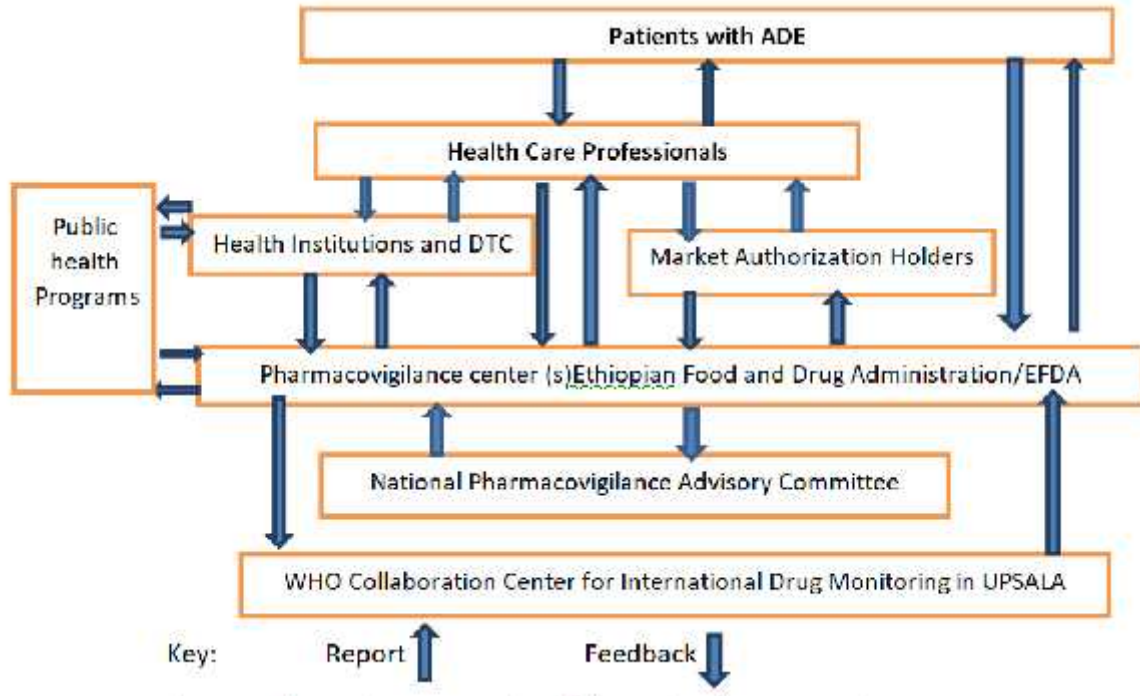 Patients with ADE
Health Care Professionals
Public
health
Programs
Health Institutions and DTC
Market Authorization Holders
Pharmacovigilance center (s)Ethiopian Food and Drug Administration/EFDA
National Pharmacovigilance Advisory Committee
WHO Collaboration Center for International Drug Monitoring in UPSALA
Key: Report Feedback